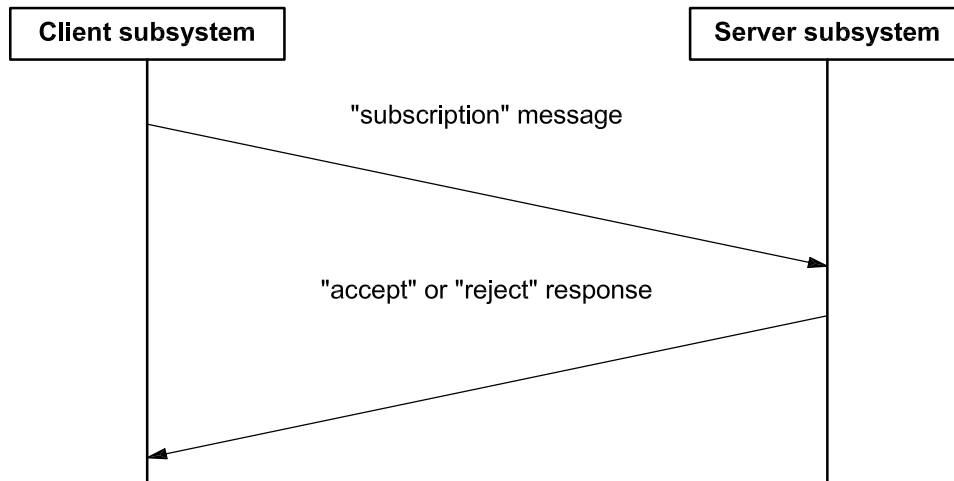 Client subsystem
Server subsystem
"subscription" message
"accept" or "reject" response